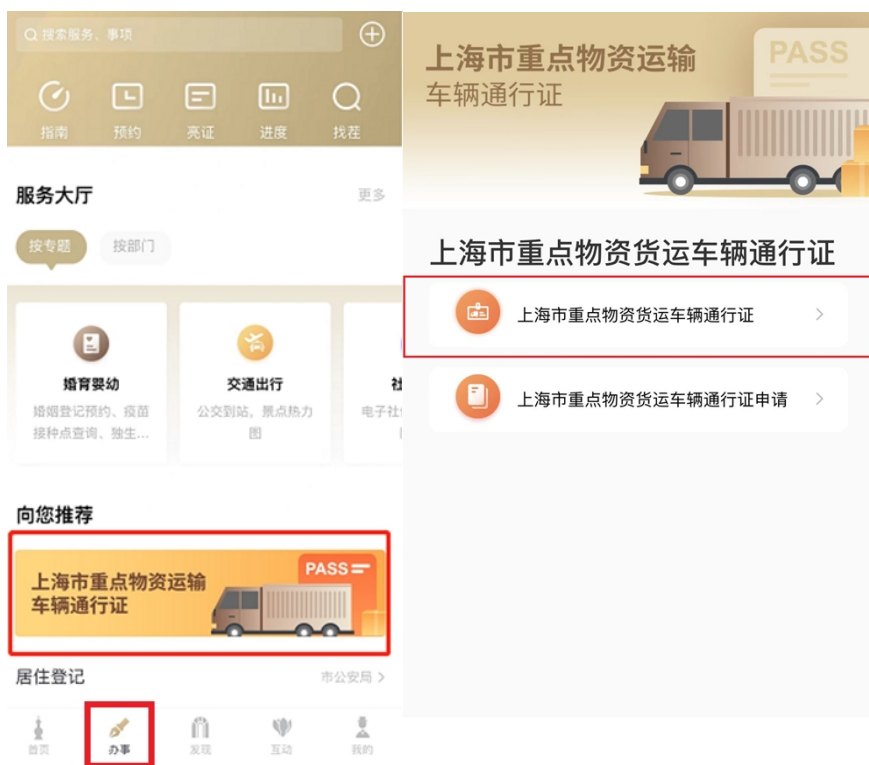 搜索服务、事项
指南
预约
亮证
进度
找茬
服务大厅
更多
按专题
按部门
婚育婴幼
婚姻登记预约、疫苗
接种点查询、独生...
交通出行
公交到站，景点热力
图
社
电子社
向您推荐
上海市重点物资运输
车辆通行证
PASS
居住登记
市公安局
首页
办事
发现
互动
我的
上海市重点物资运输
车辆通行证
PASS
上海市重点物资货运车辆通行证
上海市重点物资货运车辆通行证
上海市重点物资货运车辆通行证申请